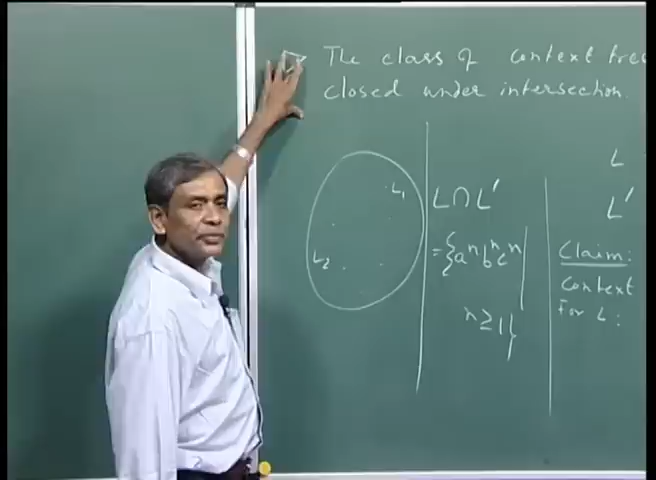 The class of context free
closed under intersection.
L₁
L₂
L∩L'
={aⁿbⁿcⁿ|
n≥1}
L
L'
Claim:
Context
For L: